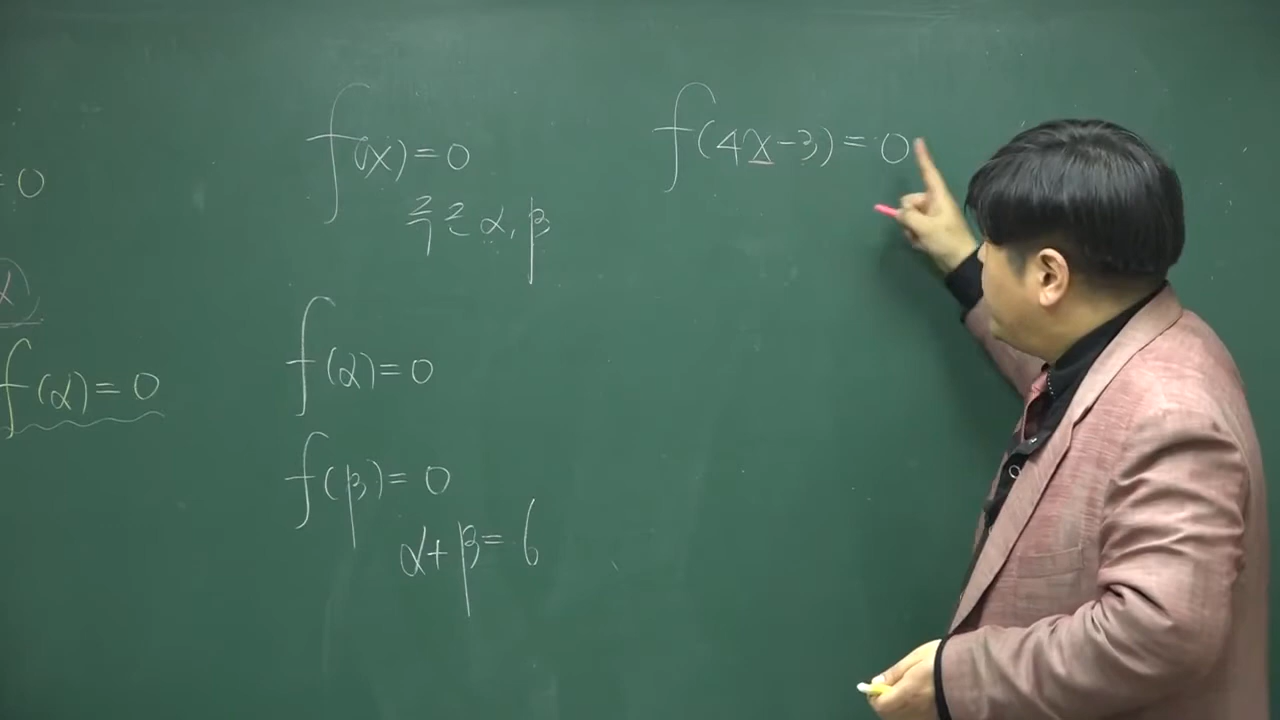 = 0
x)
f(α) = 0
f(x) = 0
두근 α, β
f(α) = 0
f(β) = 0
α + β = 6
f(4x-3) = 0